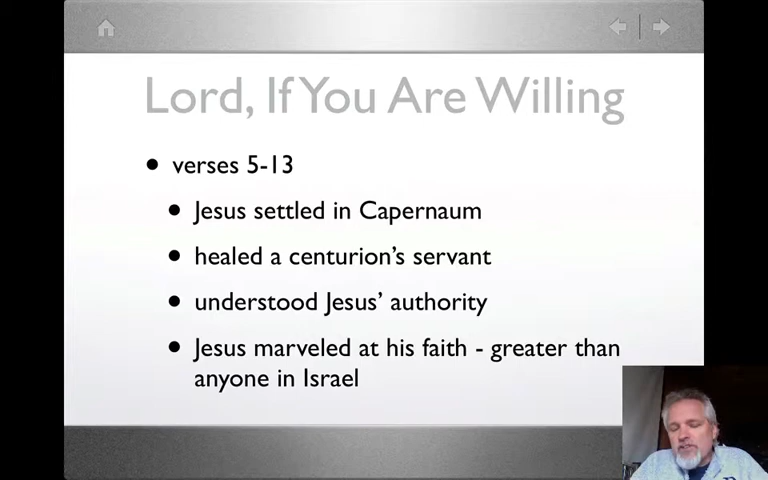 Lord, If You Are Willing
• verses 5-13
• Jesus settled in Capernaum
• healed a centurion's servant
• understood Jesus' authority
• Jesus marveled at his faith - greater than
anyone in Israel